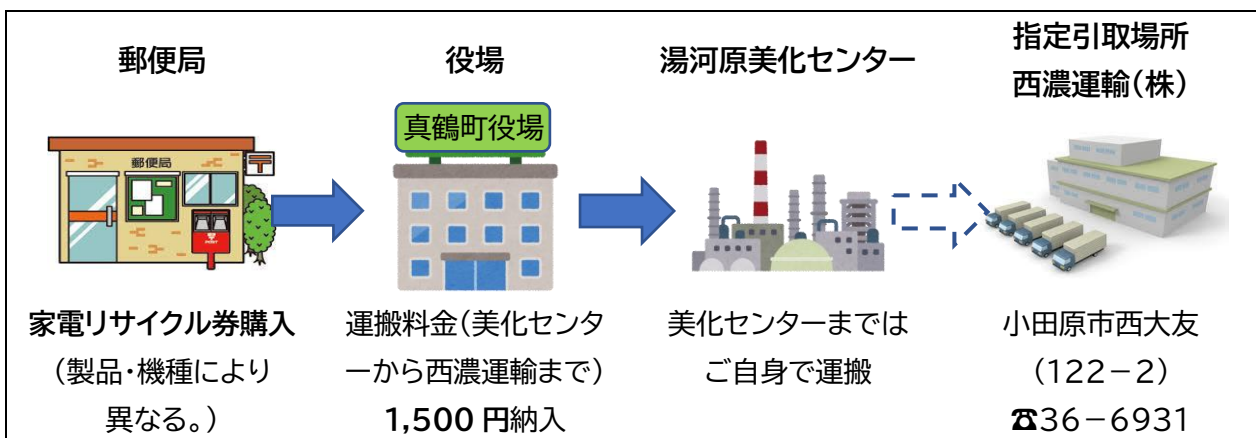 郵便局
役場
湯河原美化センター
指定引取場所
西濃運輸(株)
郵便局
〒
POST
真鶴町役場
家電リサイクル券購入
(製品・機種により
異なる。)
運搬料金(美化センタ
ーから西濃運輸まで)
1,500 円納入
美化センターまでは
ご自身で運搬
小田原市西大友
(122-2)
☎36-6931